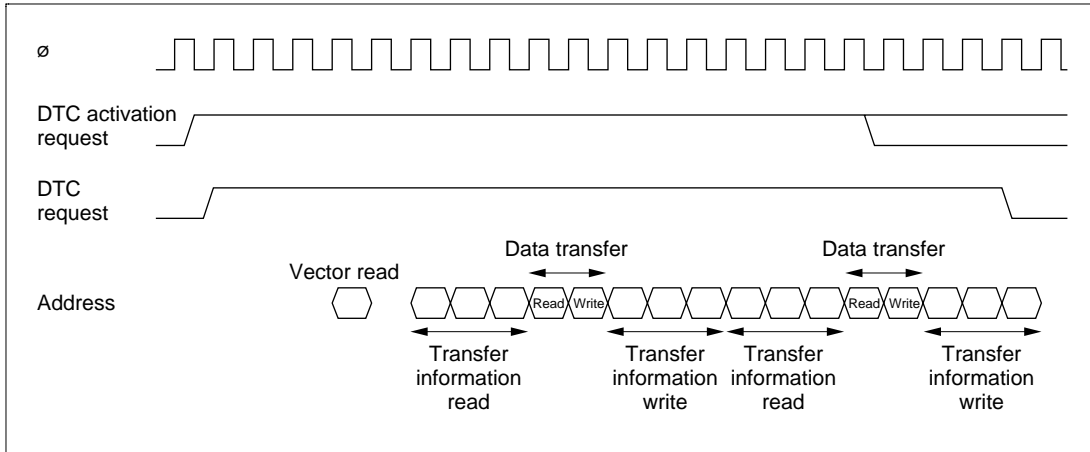 ø
DTC activation
request
DTC
request
Data transfer
Data transfer
Vector read
Address
Read
Write
Read
Write
Transfer
information
read
Transfer
information
write
Transfer
information
read
Transfer
information
write